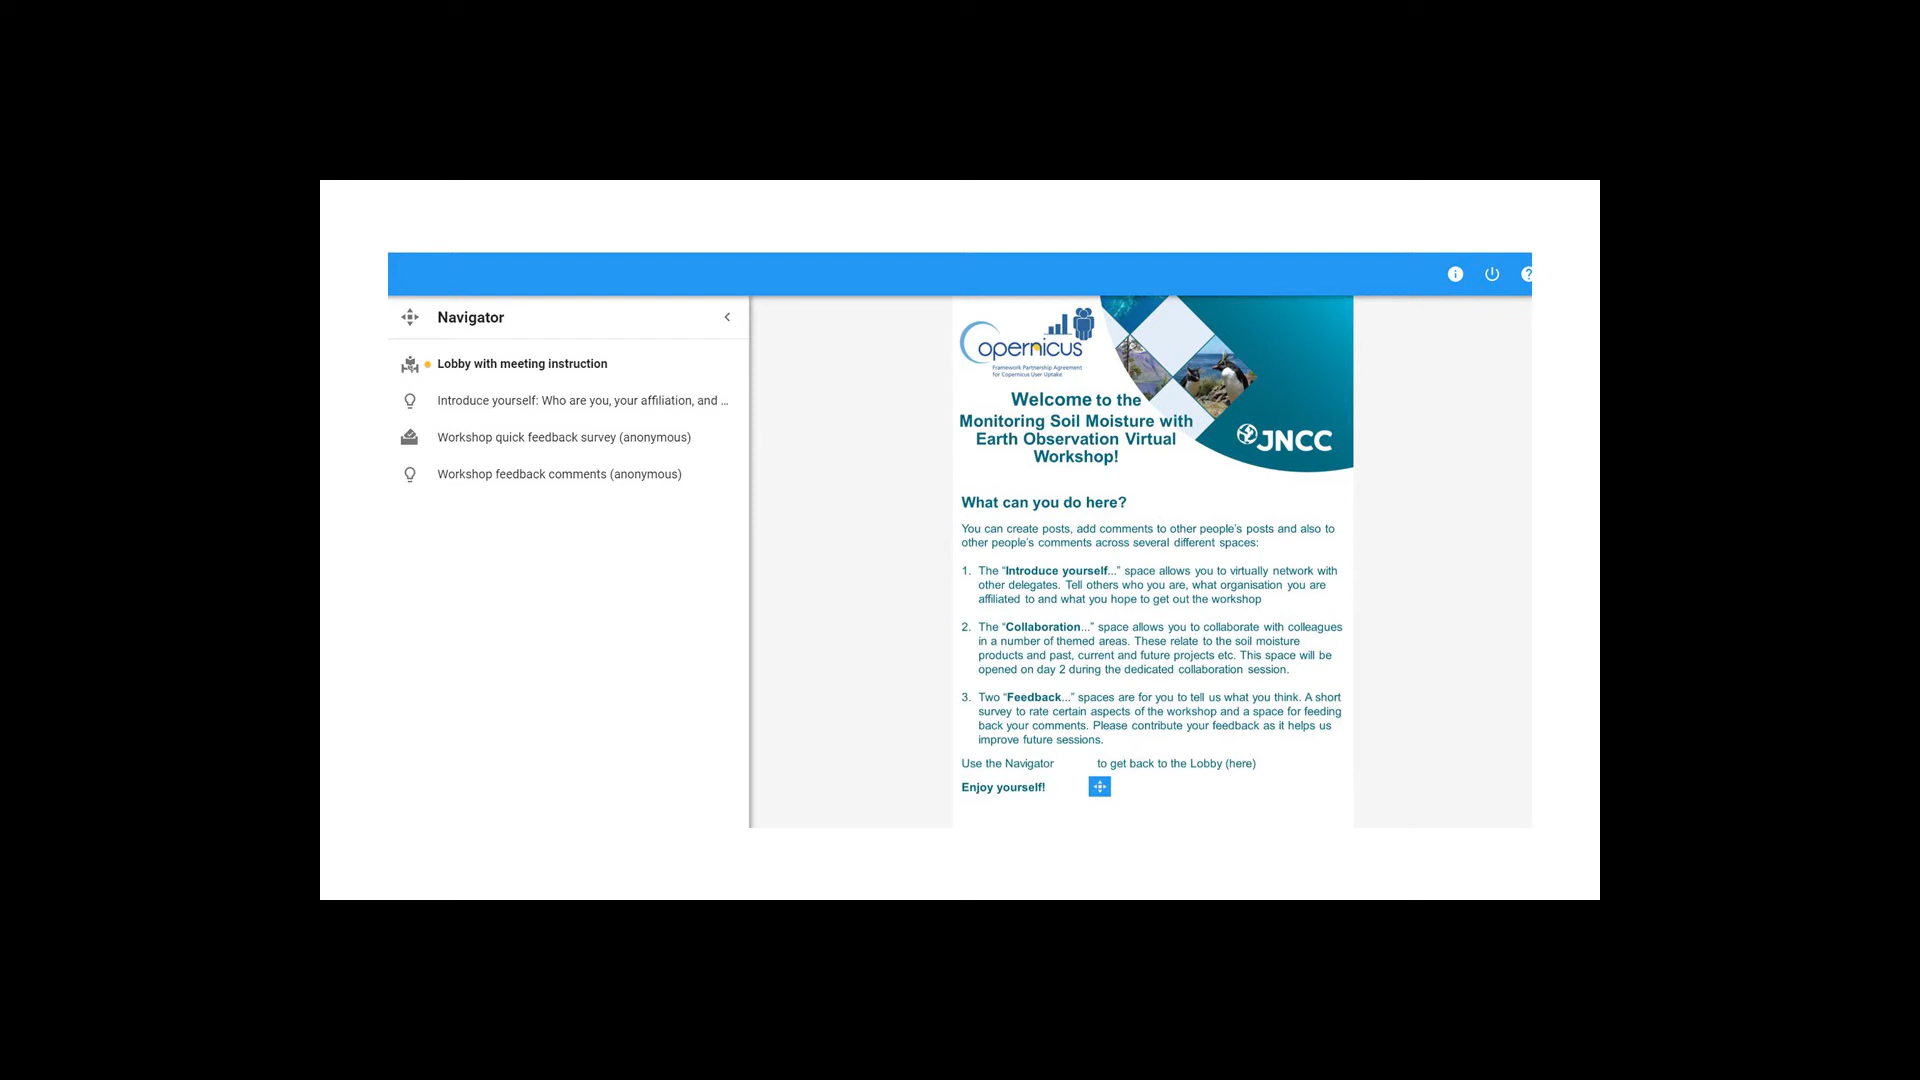 Navigator
Lobby with meeting instruction
Introduce yourself: Who are you, your affiliation, and ...
Workshop quick feedback survey (anonymous)
Workshop feedback comments (anonymous)
opernicus
Framework Partnership Agreement
for Copernicus User Uptake
Welcome to the
Monitoring Soil Moisture with
Earth Observation Virtual
Workshop!
JNCC
What can you do here?
You can create posts, add comments to other people's posts and also to
other people's comments across several different spaces:
1. The “Introduce yourself...” space allows you to virtually network with
other delegates. Tell others who you are, what organisation you are
affiliated to and what you hope to get out the workshop
2. The “Collaboration...” space allows you to collaborate with colleagues
in a number of themed areas. These relate to the soil moisture
products and past, current and future projects etc. This space will be
opened on day 2 during the dedicated collaboration session.
3. Two “Feedback...” spaces are for you to tell us what you think. A short
survey to rate certain aspects of the workshop and a space for feeding
back your comments. Please contribute your feedback as it helps us
improve future sessions.
Use the Navigator to get back to the Lobby (here)
Enjoy yourself!